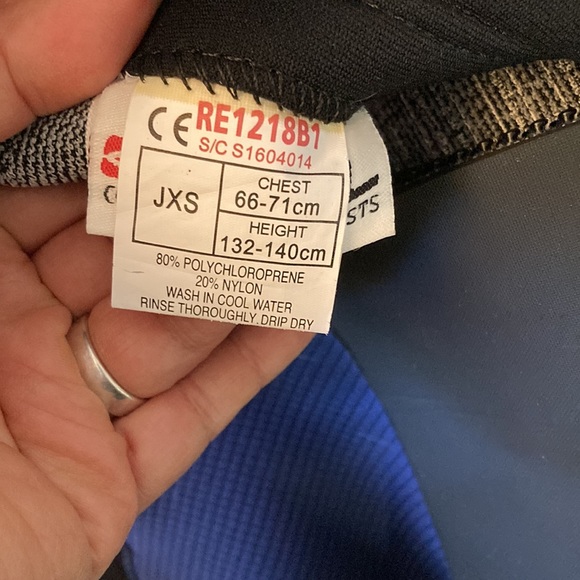 CE RE1218B1
S/C S1604014
JXS
CHEST
66-71cm
HEIGHT
132-140cm
80% POLYCHLOROPRENE
20% NYLON
WASH IN COOL WATER
RINSE THOROUGHLY. DRIP DRY
STS